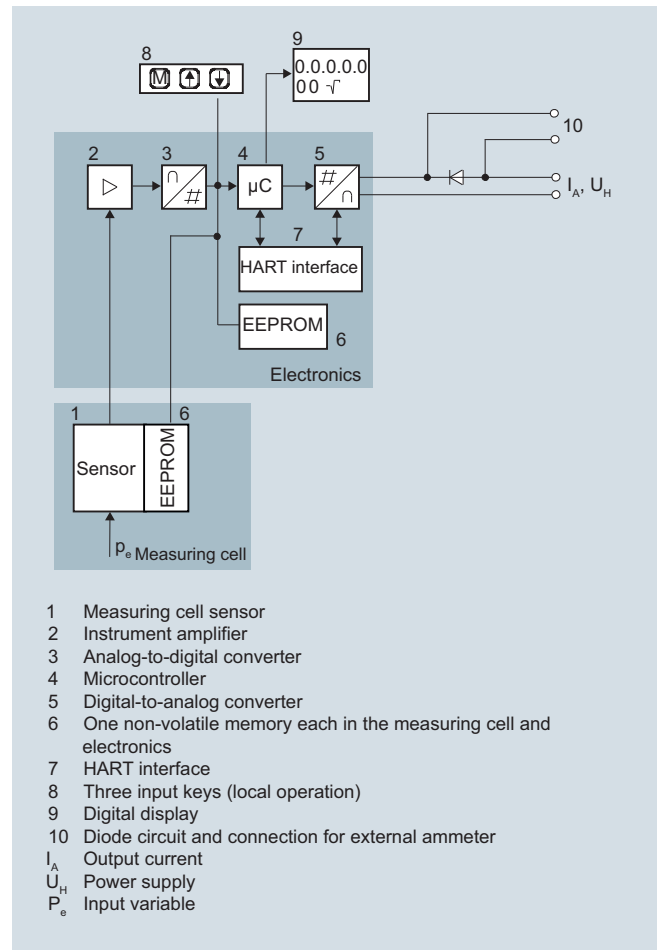 8
9
M
0.0.0.0.0
0 0 √
10
2
3
4
5
∩
#
µC
#
∩
I_A, U_H
7
HART interface
EEPROM
6
Electronics
1
6
Sensor
EEPROM
p_e Measuring cell
1 Measuring cell sensor
2 Instrument amplifier
3 Analog-to-digital converter
4 Microcontroller
5 Digital-to-analog converter
6 One non-volatile memory each in the measuring cell and
electronics
7 HART interface
8 Three input keys (local operation)
9 Digital display
10 Diode circuit and connection for external ammeter
I_A Output current
U_H Power supply
P_e Input variable